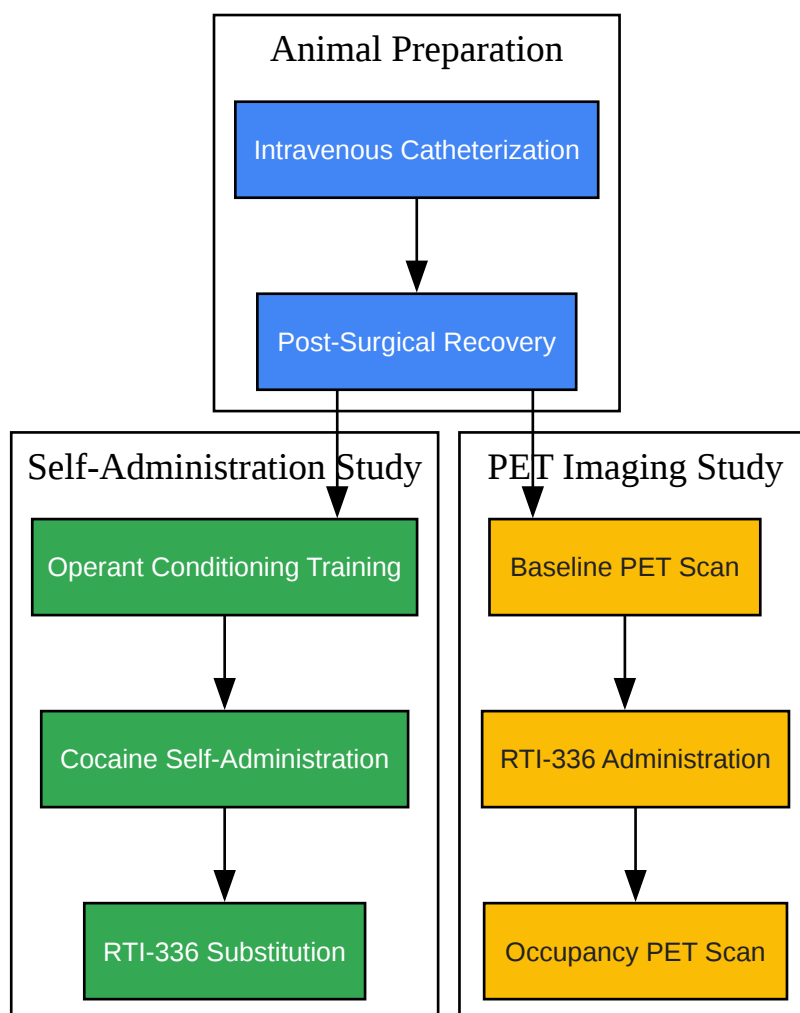 Animal Preparation
Intravenous Catheterization
Post-Surgical Recovery
Self-Administration Study
Operant Conditioning Training
Cocaine Self-Administration
RTI-336 Substitution
PET Imaging Study
Baseline PET Scan
RTI-336 Administration
Occupancy PET Scan